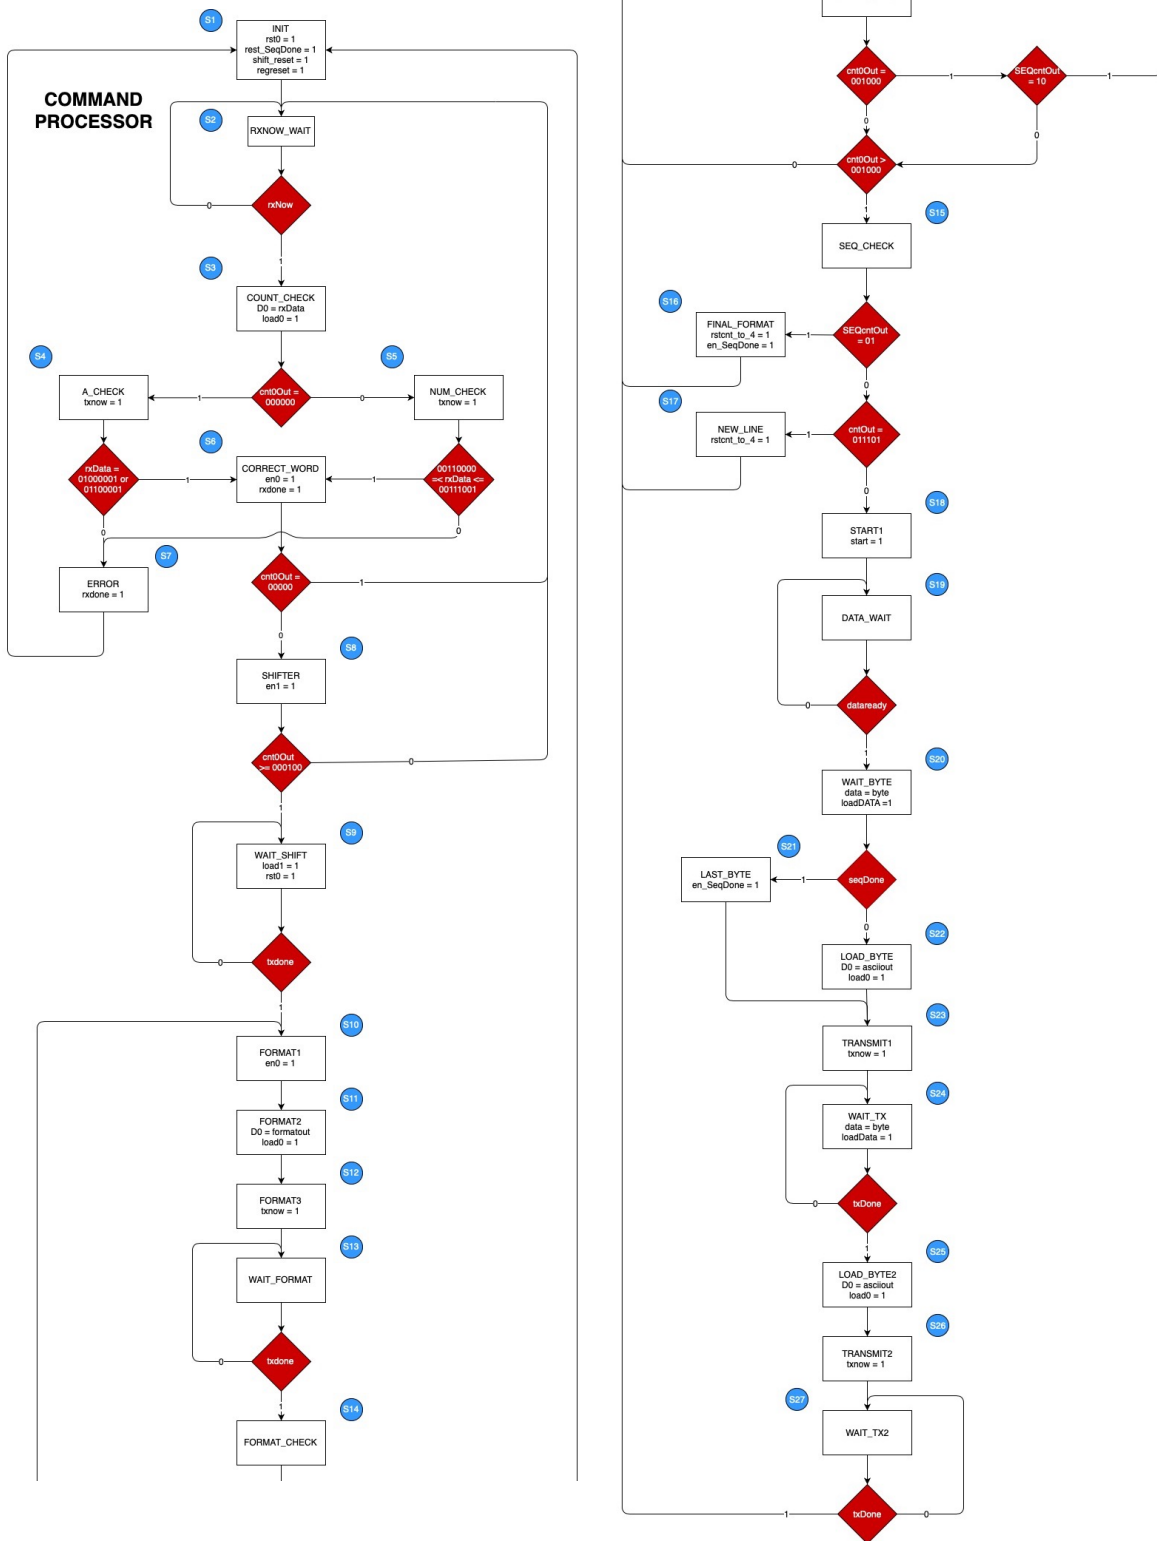 S1
INIT
rst0 = 1
rest_SeqDone = 1
shift_reset = 1
regreset = 1
COMMAND
PROCESSOR
S2
RXNOW_WAIT
rxNow
0
1
S3
COUNT_CHECK
D0 = rxData
load0 = 1
cnt0Out =
000000
1
0
S4
A_CHECK
txnow = 1
S5
NUM_CHECK
txnow = 1
rxData =
01000001 or
01100001
1
0
S6
CORRECT_WORD
en0 = 1
rxdone = 1
00110000
=< rxData <=
00111001
1
0
S7
ERROR
rxdone = 1
cnt0Out =
00000
1
0
S8
SHIFTER
en1 = 1
cnt0Out
>= 000100
0
1
S9
WAIT_SHIFT
load1 = 1
rst0 = 1
txdone
0
1
S10
FORMAT1
en0 = 1
S11
FORMAT2
D0 = formatout
load0 = 1
S12
FORMAT3
txnow = 1
S13
WAIT_FORMAT
txdone
0
1
S14
FORMAT_CHECK
cnt0Out =
001000
1
0
SEQcntOut
= 10
1
0
cnt0Out >
001000
0
1
S15
SEQ_CHECK
SEQcntOut
= 01
1
0
S16
FINAL_FORMAT
rstcnt_to_4 = 1
en_SeqDone = 1
S17
NEW_LINE
rstcnt_to_4 = 1
cntOut =
011101
1
0
S18
START1
start = 1
S19
DATA_WAIT
dataready
0
1
S20
WAIT_BYTE
data = byte
loadDATA =1
seqDone
1
0
S21
LAST_BYTE
en_SeqDone = 1
S22
LOAD_BYTE
D0 = asciiout
load0 = 1
S23
TRANSMIT1
txnow = 1
S24
WAIT_TX
data = byte
loadData = 1
txDone
0
1
S25
LOAD_BYTE2
D0 = asciiout
load0 = 1
S26
TRANSMIT2
txnow = 1
S27
WAIT_TX2
txDone
1
0